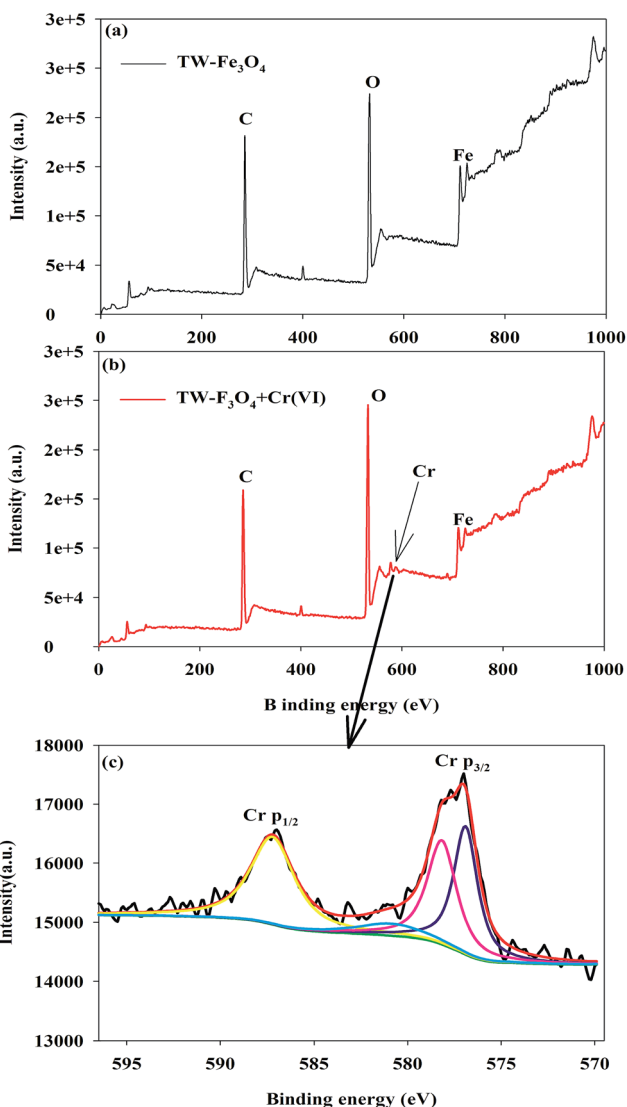 (a)
TW-Fe3O4
C
O
Fe
Intensity (a.u.)
3e+5
3e+5
2e+5
2e+5
1e+5
5e+4
0
0 200 400 600 800 1000
(b)
TW-F3O4+Cr(VI)
C
O
Cr
Fe
Intensity (a.u.)
3e+5
3e+5
2e+5
2e+5
1e+5
5e+4
0
0 200 400 600 800 1000
B inding energy (eV)
(c)
Cr p1/2
Cr p3/2
Intensity(a.u.)
18000
17000
16000
15000
14000
13000
595 590 585 580 575 570
Binding energy (eV)